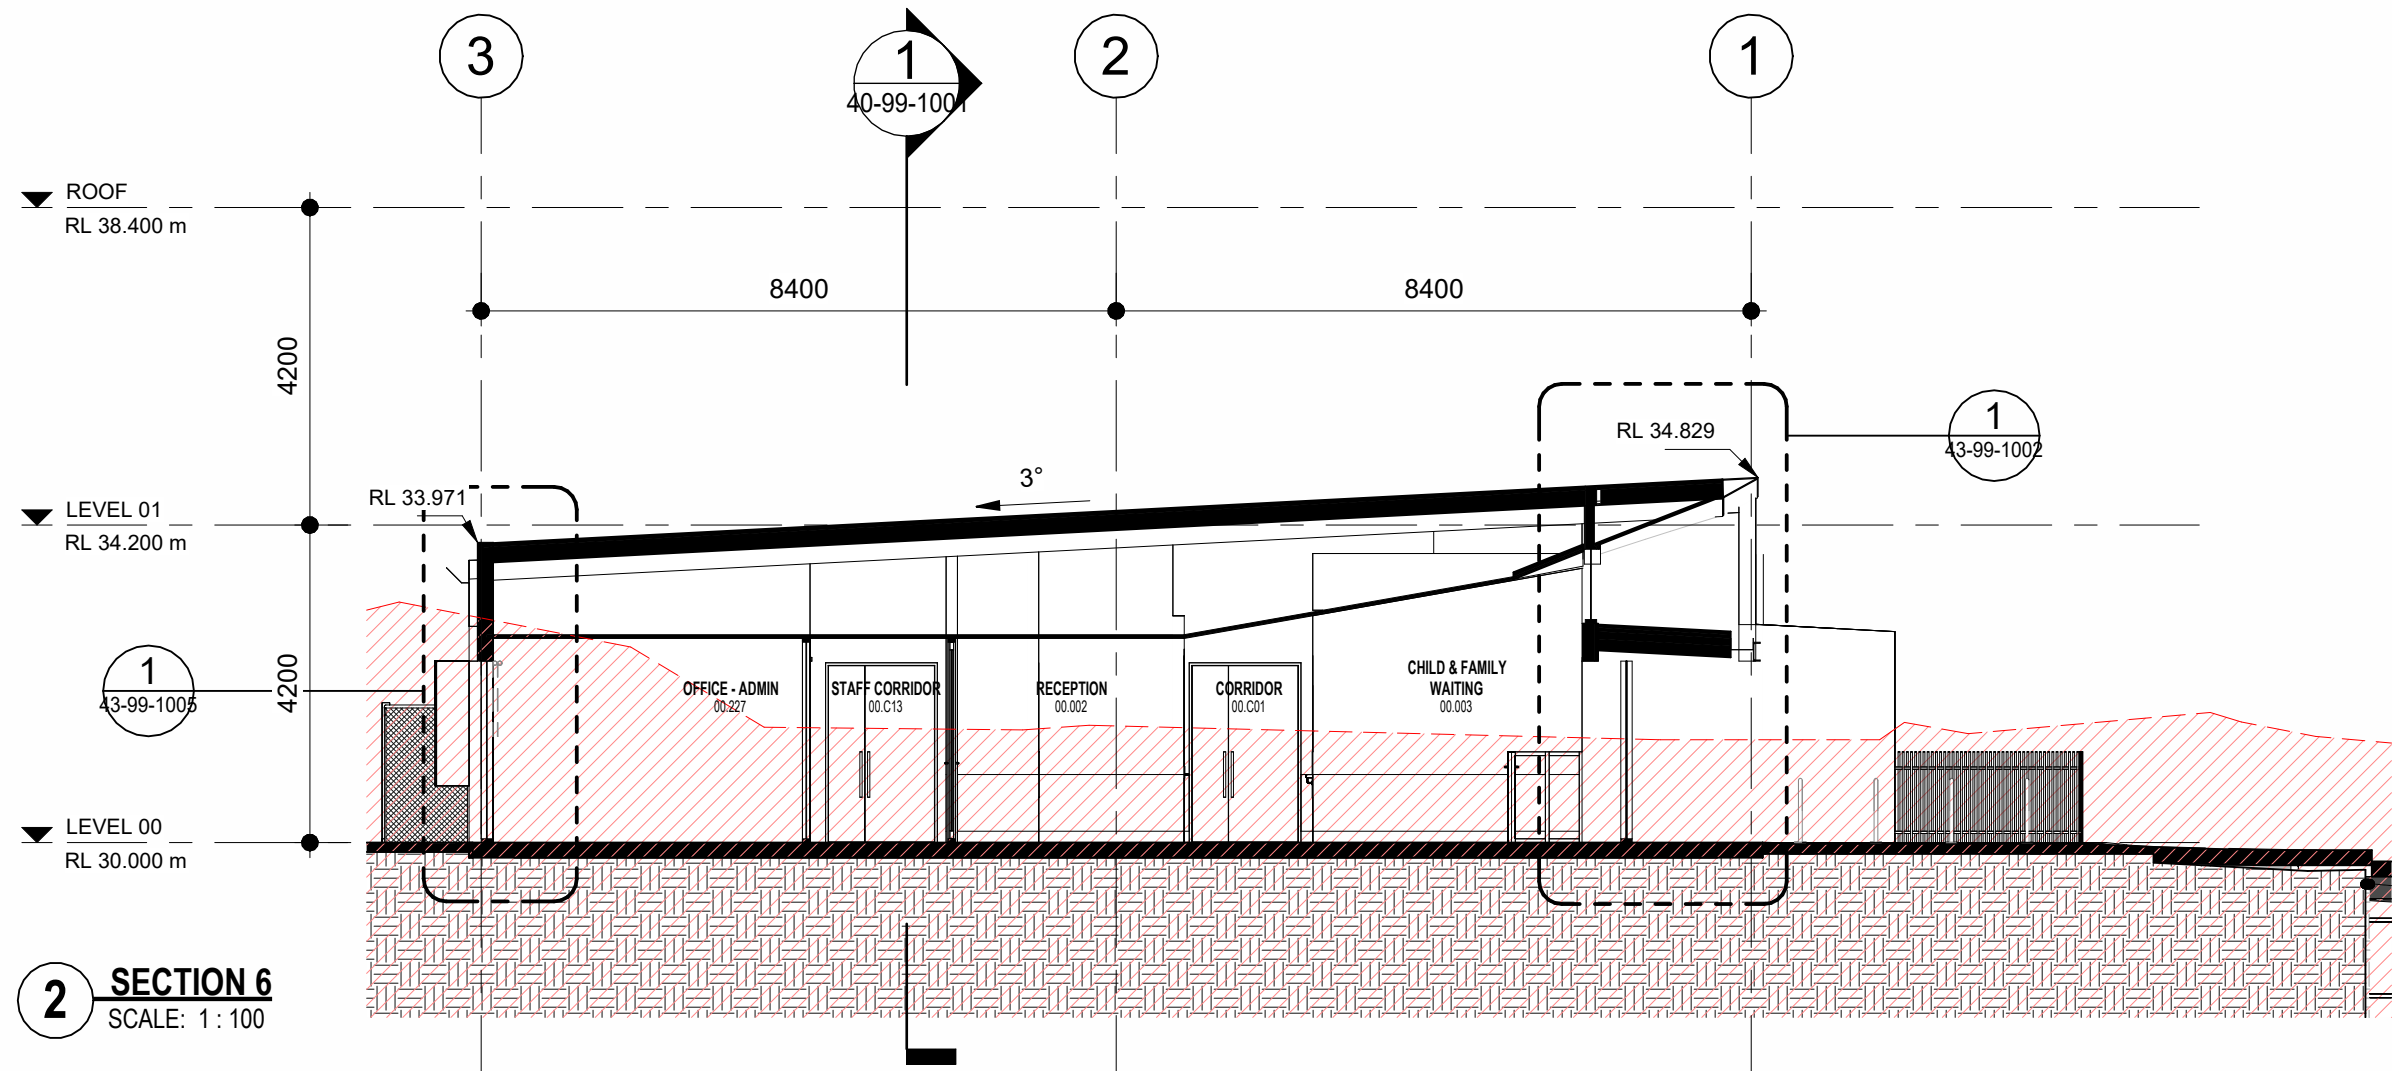 3
1
40-99-1001
2
1
ROOF
RL 38.400 m
8400
8400
4200
RL 34.829
1
43-99-1002
3°
RL 33.971
LEVEL 01
RL 34.200 m
4200
1
43-99-1005
OFFICE - ADMIN
00.227
STAFF CORRIDOR
00.C13
RECEPTION
00.002
CORRIDOR
00.C01
CHILD & FAMILY
WAITING
00.003
LEVEL 00
RL 30.000 m
2
SECTION 6
SCALE: 1 : 100